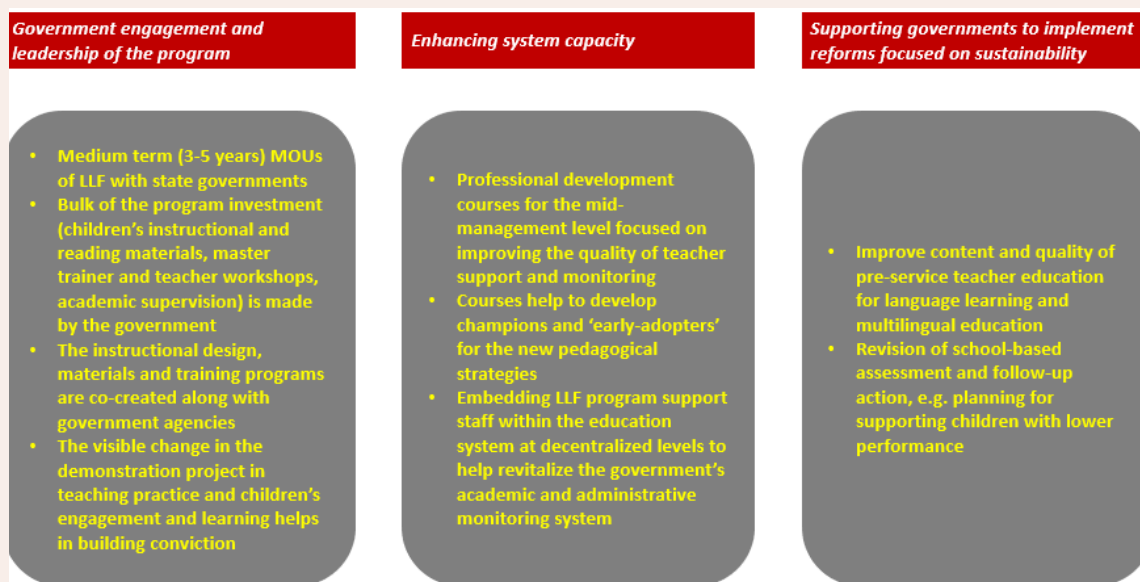 Government engagement and
leadership of the program
• Medium term (3-5 years) MOUs
of LLF with state governments
• Bulk of the program investment
(children's instructional and
reading materials, master
trainer and teacher workshops,
academic supervision) is made
by the government
• The instructional design,
materials and training programs
are co-created along with
government agencies
• The visible change in the
demonstration project in
teaching practice and children's
engagement and learning helps
in building conviction
Enhancing system capacity
• Professional development
courses for the mid-
management level focused on
improving the quality of teacher
support and monitoring
• Courses help to develop
champions and ‘early-adopters’
for the new pedagogical
strategies
• Embedding LLF program support
staff within the education
system at decentralized levels to
help revitalize the government's
academic and administrative
monitoring system
Supporting governments to implement
reforms focused on sustainability
• Improve content and quality of
pre-service teacher education
for language learning and
multilingual education
• Revision of school-based
assessment and follow-up
action, e.g. planning for
supporting children with lower
performance